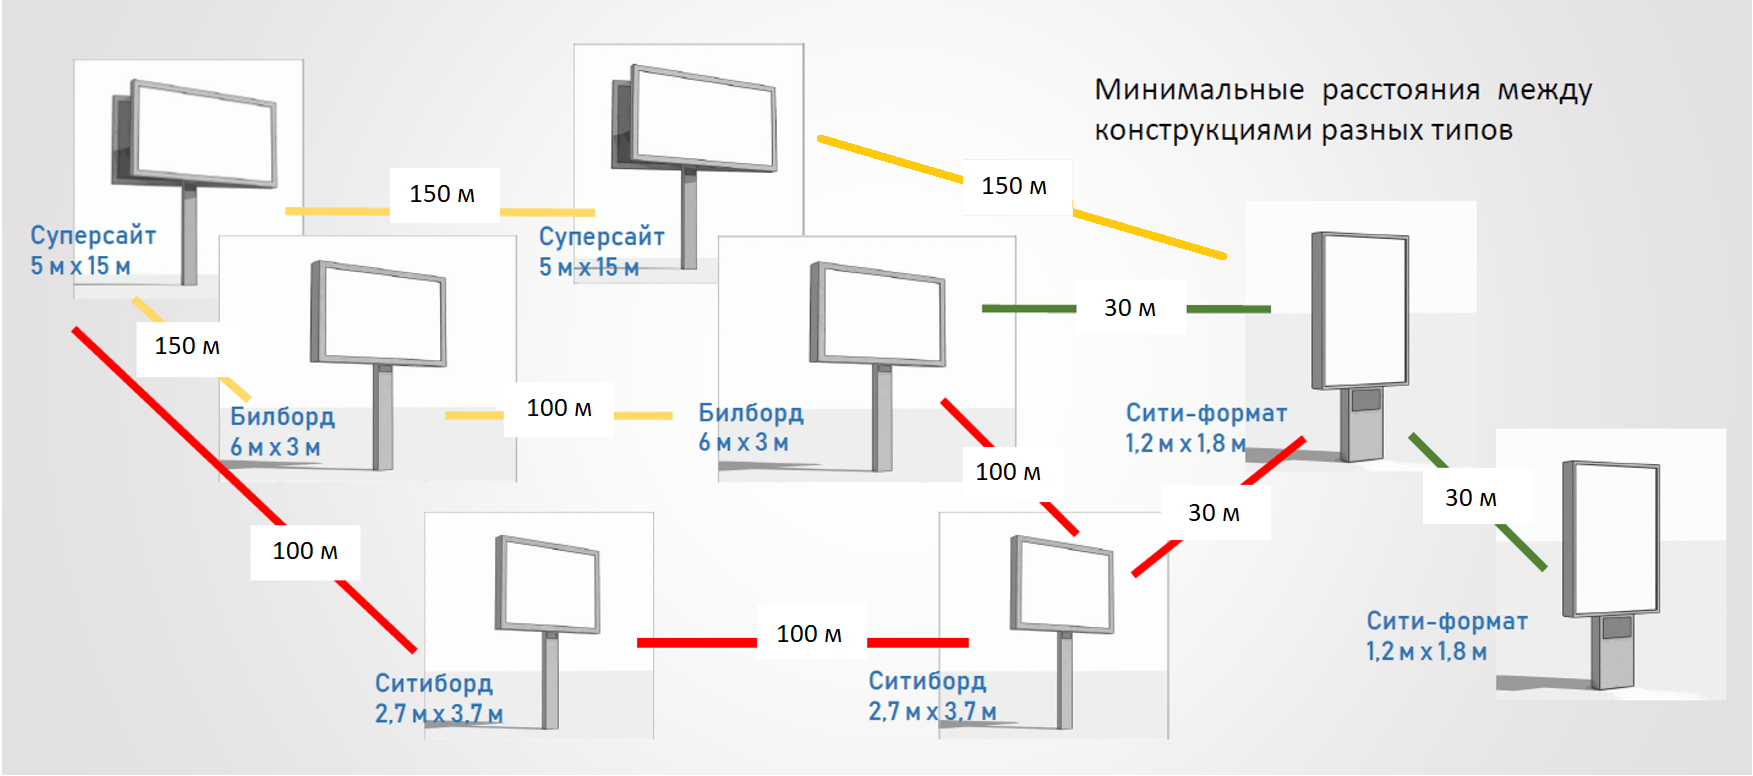 Минимальные расстояния между
конструкциями разных типов
150 м
150 м
Суперсайт
5 м х 15 м
Суперсайт
5 м х 15 м
30 м
150 м
Билборд
6 м х 3 м
100 м
Билборд
6 м х 3 м
Сити-формат
1,2 м х 1,8 м
100 м
30 м
30 м
100 м
100 м
Сити-формат
1,2 м х 1,8 м
Ситиборд
2,7 м х 3,7 м
Ситиборд
2,7 м х 3,7 м